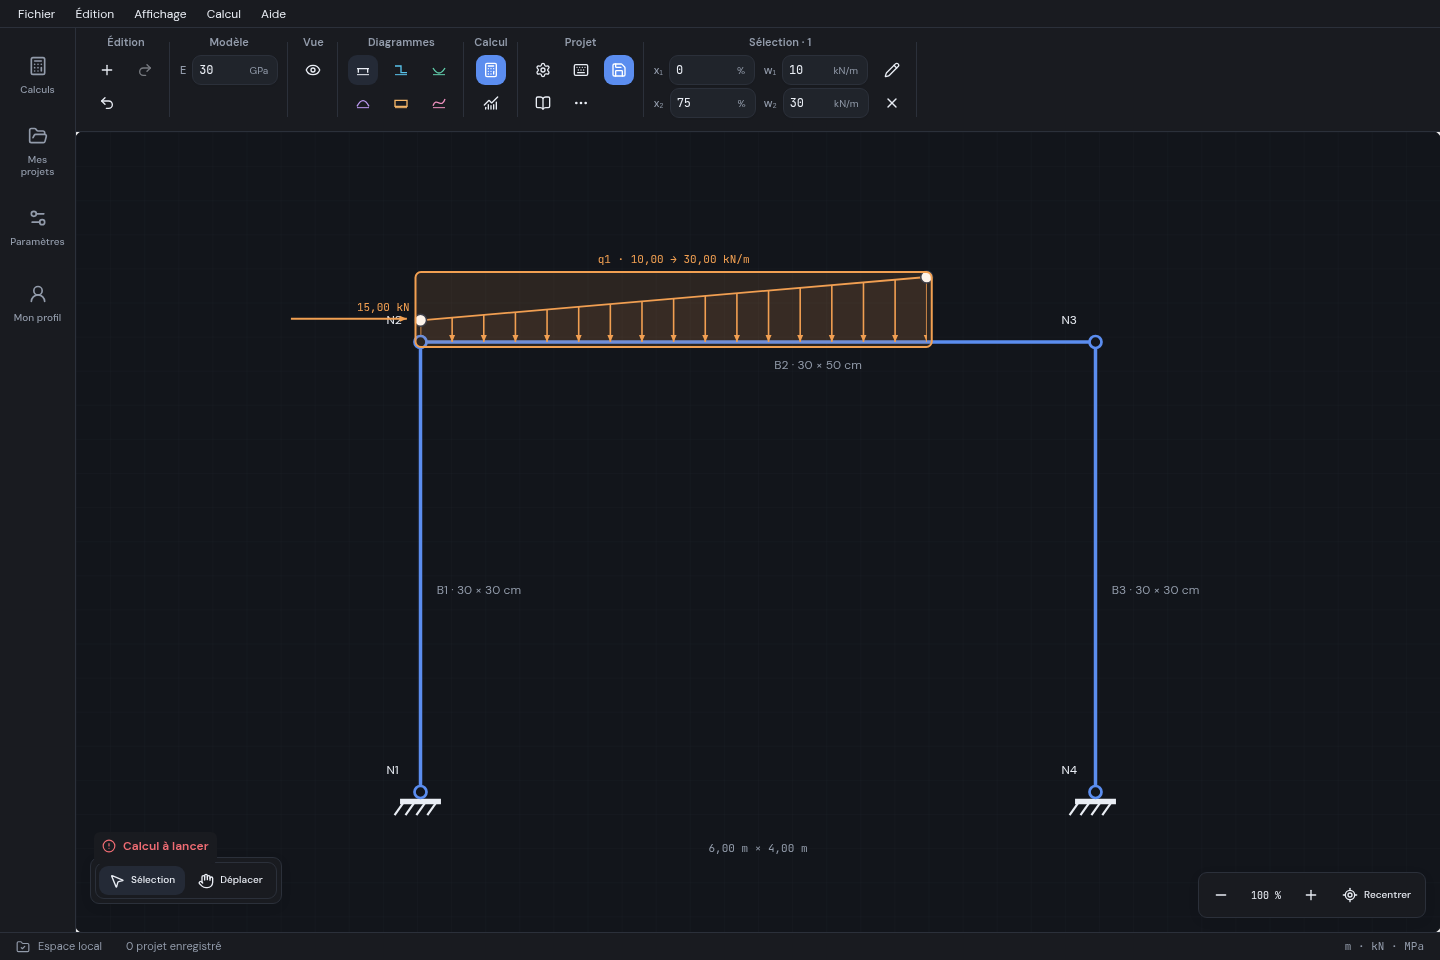 Fichier Édition Affichage Calcul Aide
Édition Modèle Vue Diagrammes Calcul Projet Sélection · 1
E 30 GPa x₁ 0 % w₁ 10 kN/m
x₂ 75 % w₂ 30 kN/m
Calculs
Mes
projets
Paramètres
Mon profil
q1 · 10,00 → 30,00 kN/m
15,00 kN
N2 N3
B2 · 30 × 50 cm
B1 · 30 × 30 cm B3 · 30 × 30 cm
N1 N4
6,00 m × 4,00 m
Calcul à lancer
Sélection Déplacer
100 % Recentrer
Espace local 0 projet enregistré m · kN · MPa